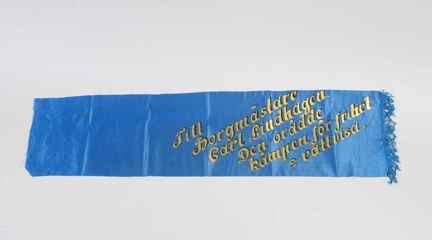 Till
Borgmästare
Carl Lindhagen.
Den orädde
kämpen för frihet
o rättvisa.